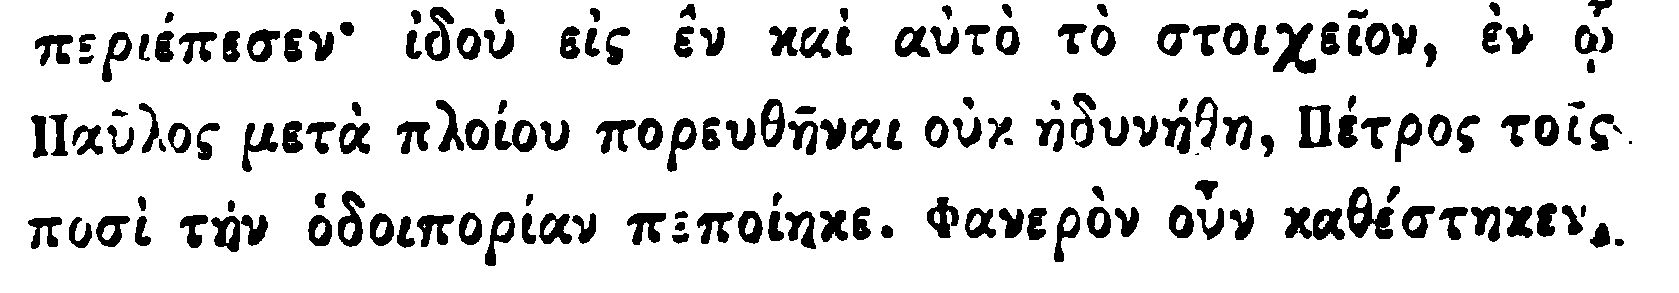 περιέπεσεν· ἰδοὺ εἰς ἓν καὶ αὐτὸ τὸ στοιχεῖον, ἐν ᾧ
Παῦλος μετὰ πλοίου πορευθῆναι οὐκ ἠδυνήθη, Πέτρος τοῖς
ποσὶ τὴν ὁδοιπορίαν πεποίηκε. Φανερὸν οὖν καθέστηκεν,